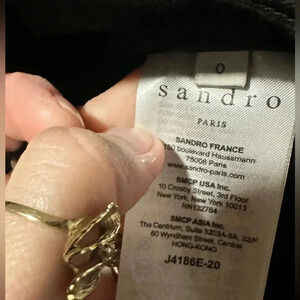 0
sandro
PARIS
SANDRO FRANCE
150 boulevard Haussmann
75008 Paris
www.sandro-paris.com
SMCP USA Inc.
10 Crosby Street, 3rd Floor
New York, New York 10013
RN132784
SMCP ASIA Inc.
The Centrium, Suite 3203A-5A, 32/F
60 Wyndham Street, Central
HONG-KONG
J4186E-20